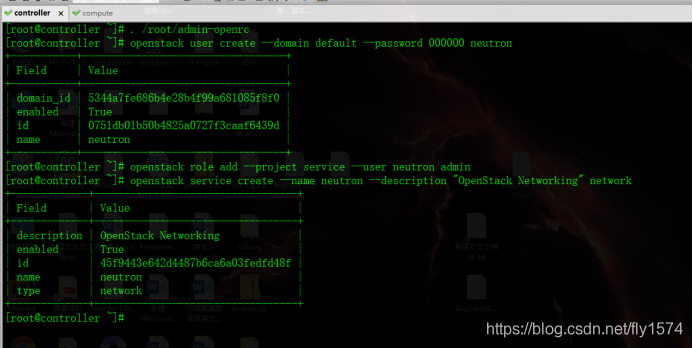 controller
compute
[root@controller ~]# . /root/admin-openrc
[root@controller ~]# openstack user create --domain default --password 000000 neutron
+-----------+----------------------------------+
| Field | Value |
+-----------+----------------------------------+
| domain_id | 5344a7fe686b4e28b4f99a681085f8f0 |
| enabled | True |
| id | 0751db01b50b4825a0727f3caaf6439d |
| name | neutron |
+-----------+----------------------------------+
[root@controller ~]# openstack role add --project service --user neutron admin
[root@controller ~]# openstack service create --name neutron --description "OpenStack Networking" network
+-------------+----------------------------------+
| Field | Value |
+-------------+----------------------------------+
| description | OpenStack Networking |
| enabled | True |
| id | 45f9443e642d4487b6ca6a03fedfd48f |
| name | neutron |
| type | network |
+-------------+----------------------------------+
[root@controller ~]#
https://blog.csdn.net/fly1574